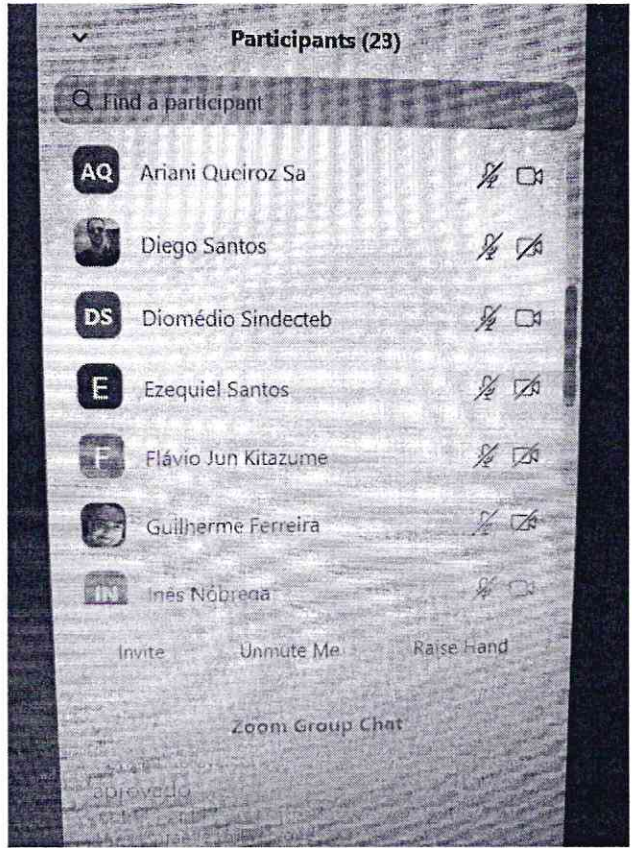 Participants (23)
Find a participant
AQ Ariani Queiroz Sa
Diego Santos
DS Diomédio Sindecteb
E Ezequiel Santos
F Flávio Jun Kitazume
Guilherme Ferreira
IN Inês Nóbrega
Invite Unmute Me Raise Hand
Zoom Group Chat
aprovado